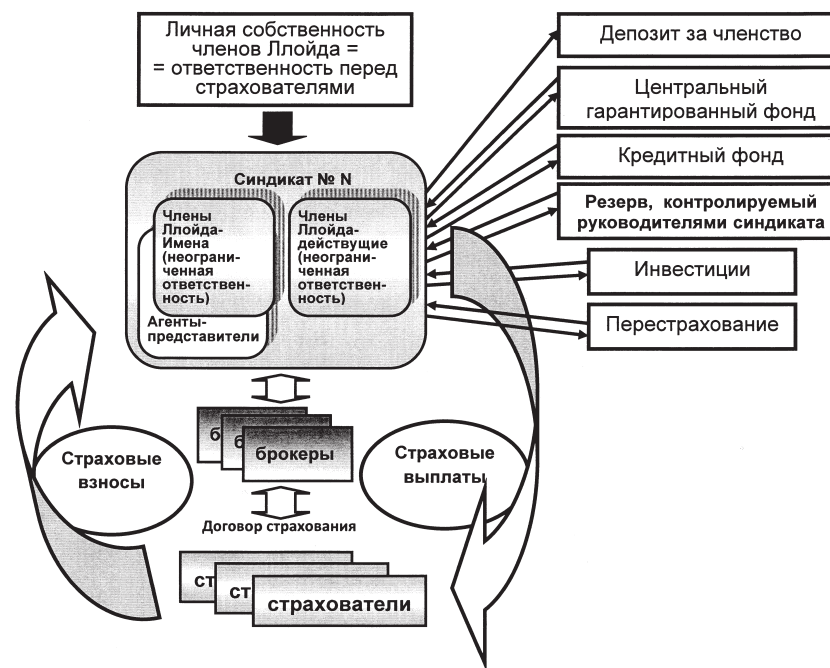 Личная собственность
членов Ллойда =
= ответственность перед
страхователями
Депозит за членство
Центральный
гарантированный фонд
Кредитный фонд
Резерв, контролируемый
руководителями синдиката
Инвестиции
Перестрахование
Синдикат № N
Члены
Ллойда-
Имена
(неограни-
ченная
ответствен-
ность)
Члены
Ллойда-
действущие
(неограни-
ченная
ответствен-
ность)
Агенты-
представители
б
б
брокеры
Страховые
взносы
Страховые
выплаты
Договор страхования
ст
ст
страхователи